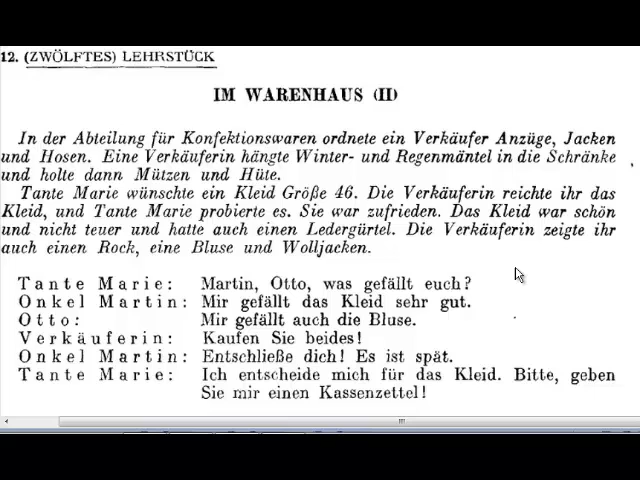 12. (ZWÖLFTES) LEHRSTÜCK
IM WARENHAUS (II)
In der Abteilung für Konfektionswaren ordnete ein Verkäufer Anzüge, Jacken
und Hosen. Eine Verkäuferin hängte Winter- und Regenmäntel in die Schränke
und holte dann Mützen und Hüte.
Tante Marie wünschte ein Kleid Größe 46. Die Verkäuferin reichte ihr das
Kleid, und Tante Marie probierte es. Sie war zufrieden. Das Kleid war schön
und nicht teuer und hatte auch einen Ledergürtel. Die Verkäuferin zeigte ihr
auch einen Rock, eine Bluse und Wolljacken.
Tante Marie: Martin, Otto, was gefällt euch?
Onkel Martin: Mir gefällt das Kleid sehr gut.
Otto: Mir gefällt auch die Bluse.
Verkäuferin: Kaufen Sie beides!
Onkel Martin: Entschließe dich! Es ist spät.
Tante Marie: Ich entscheide mich für das Kleid. Bitte, geben
Sie mir einen Kassenzettel!